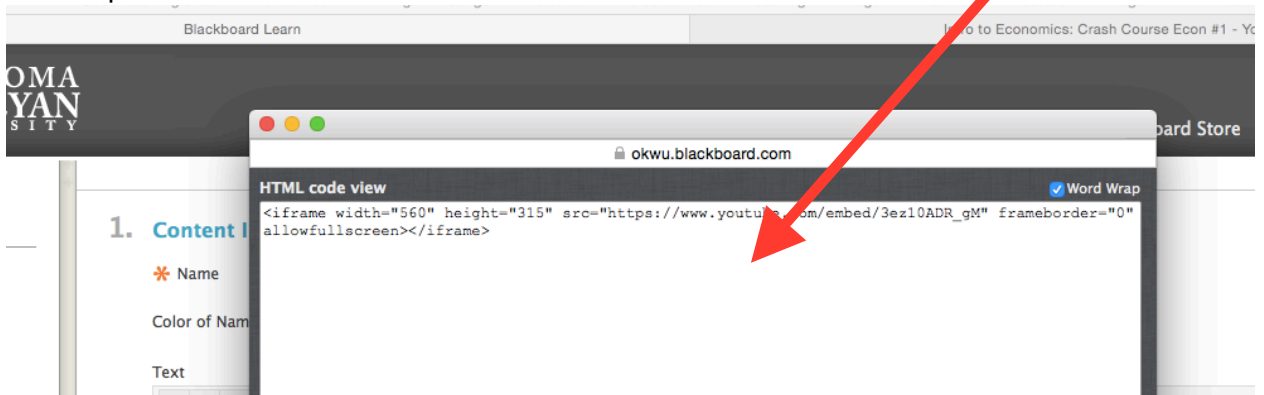 Blackboard Learn
Intro to Economics: Crash Course Econ #1 - Yo
OMA
YAN
SITY
oard Store
okwu.blackboard.com
HTML code view
Word Wrap
<iframe width="560" height="315" src="https://www.youtube.com/embed/3ez10ADR_gM" frameborder="0"
allowfullscreen></iframe>
1. Content I
Name
Color of Nam
Text